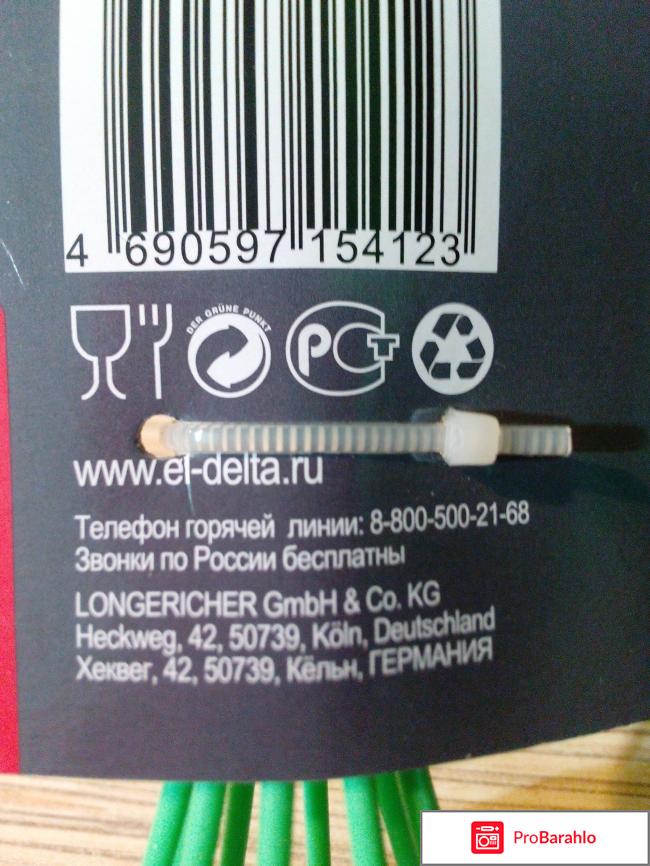 4 690597 154123
DER GRÜNE PUNKT
РСТ
www.el-delta.ru
Телефон горячей линии: 8-800-500-21-68
Звонки по России бесплатны
LONGERICHER GmbH & Co. KG
Heckweg, 42, 50739, Köln, Deutschland
Хеквег, 42, 50739, Кёльн, ГЕРМАНИЯ
ProBarahlo